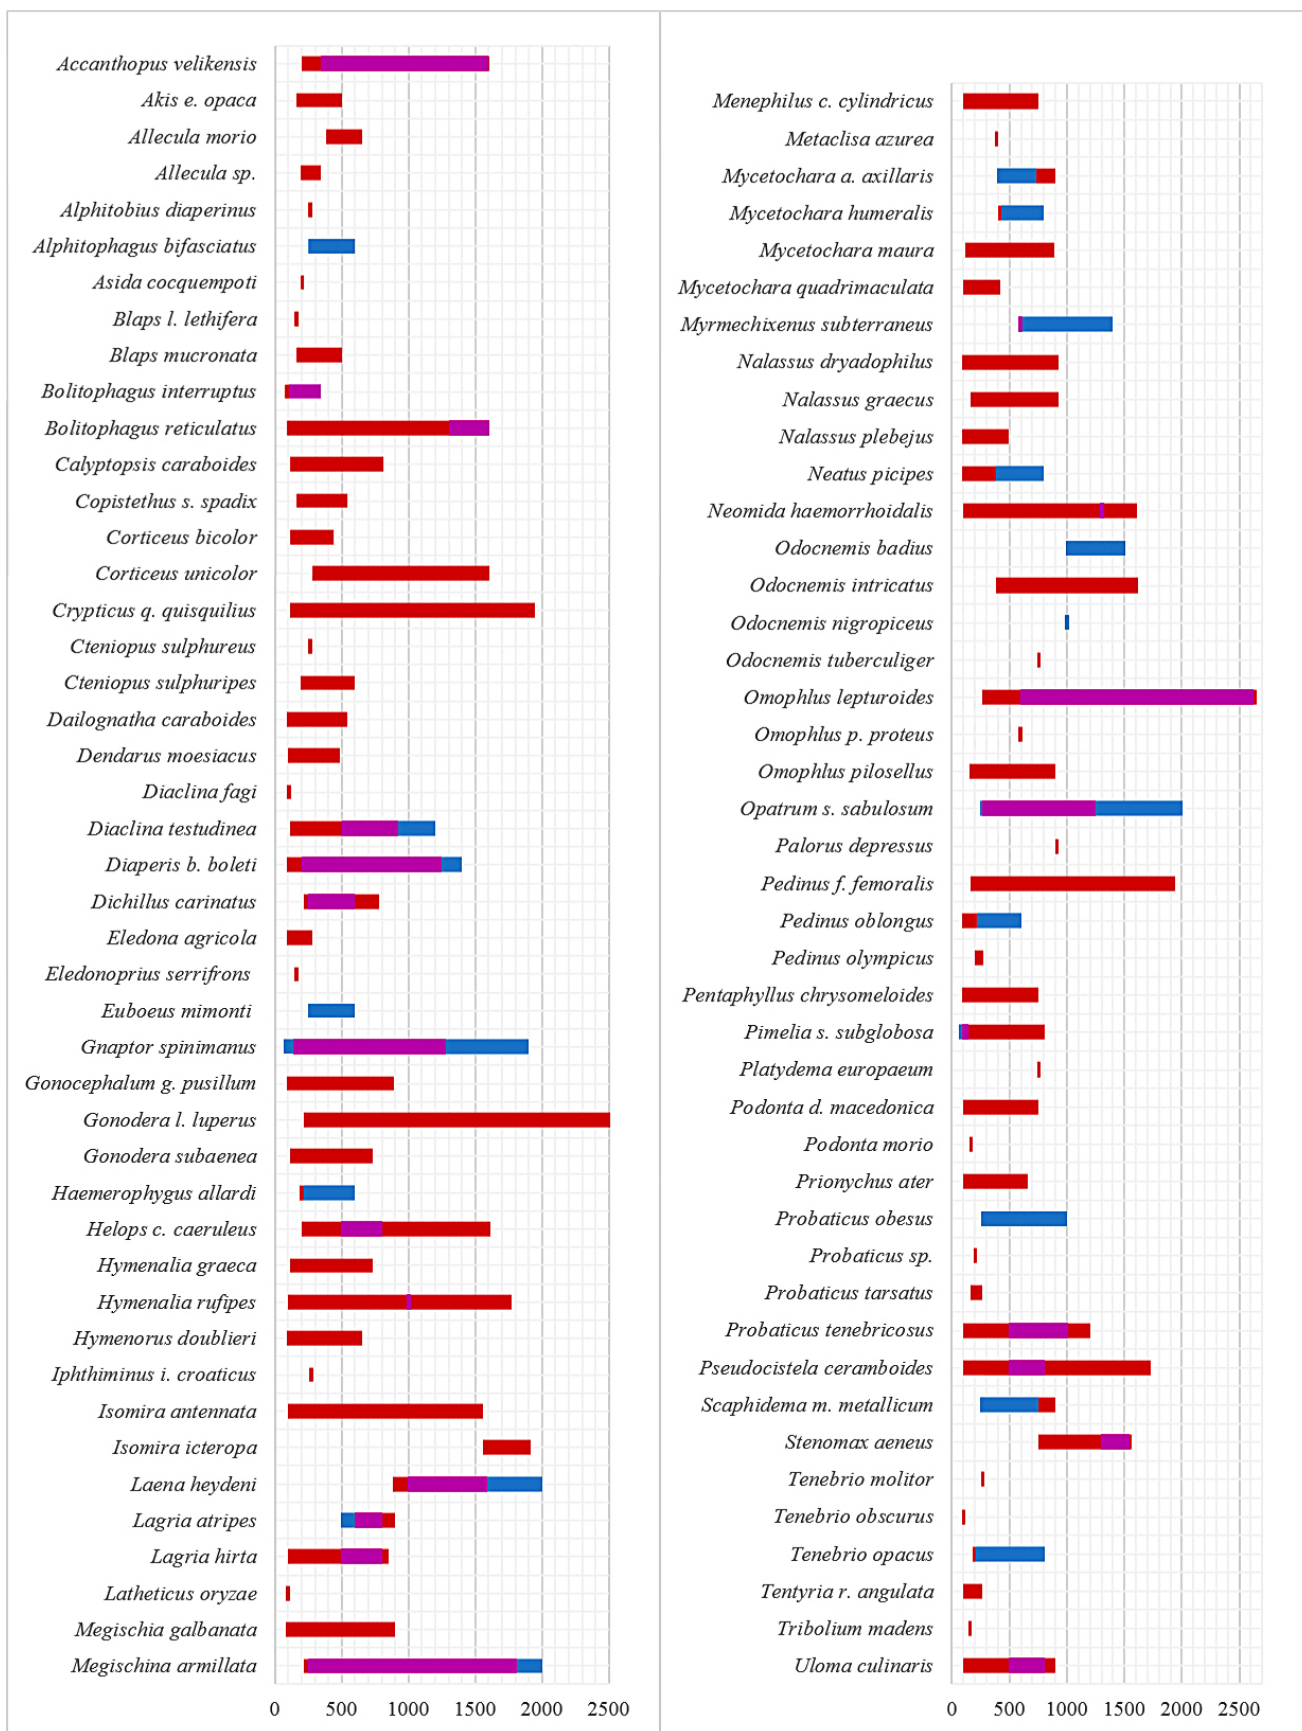 Accanthopus velikensis
Akis e. opaca
Allecula morio
Allecula sp.
Alphitobius diaperinus
Alphitophagus bifasciatus
Asida cocquempoti
Blaps l. lethifera
Blaps mucronata
Bolitophagus interruptus
Bolitophagus reticulatus
Calyptopsis caraboides
Copistethus s. spadix
Corticeus bicolor
Corticeus unicolor
Crypticus q. quisquilius
Cteniopus sulphureus
Cteniopus sulphuripes
Dailognatha caraboides
Dendarus moesiacus
Diaclina fagi
Diaclina testudinea
Diaperis b. boleti
Dichillus carinatus
Eledona agricola
Eledonoprius serrifrons
Euboeus mimonti
Gnaptor spinimanus
Gonocephalum g. pusillum
Gonodera l. luperus
Gonodera subaenea
Haemerophygus allardi
Helops c. caeruleus
Hymenalia graeca
Hymenalia rufipes
Hymenorus doublieri
Iphthiminus i. croaticus
Isomira antennata
Isomira icteropa
Laena heydeni
Lagria atripes
Lagria hirta
Latheticus oryzae
Megischia galbanata
Megischina armillata
0 500 1000 1500 2000 2500
Menephilus c. cylindricus
Metaclisa azurea
Mycetochara a. axillaris
Mycetochara humeralis
Mycetochara maura
Mycetochara quadrimaculata
Myrmechixenus subterraneus
Nalassus dryadophilus
Nalassus graecus
Nalassus plebejus
Neatus picipes
Neomida haemorrhoidalis
Odocnemis badius
Odocnemis intricatus
Odocnemis nigropiceus
Odocnemis tuberculiger
Omophlus lepturoides
Omophlus p. proteus
Omophlus pilosellus
Opatrum s. sabulosum
Palorus depressus
Pedinus f. femoralis
Pedinus oblongus
Pedinus olympicus
Pentaphyllus chrysomeloides
Pimelia s. subglobosa
Platydema europaeum
Podonta d. macedonica
Podonta morio
Prionychus ater
Probaticus obesus
Probaticus sp.
Probaticus tarsatus
Probaticus tenebricosus
Pseudocistela ceramboides
Scaphidema m. metallicum
Stenomax aeneus
Tenebrio molitor
Tenebrio obscurus
Tenebrio opacus
Tentyria r. angulata
Tribolium madens
Uloma culinaris
0 500 1000 1500 2000 2500